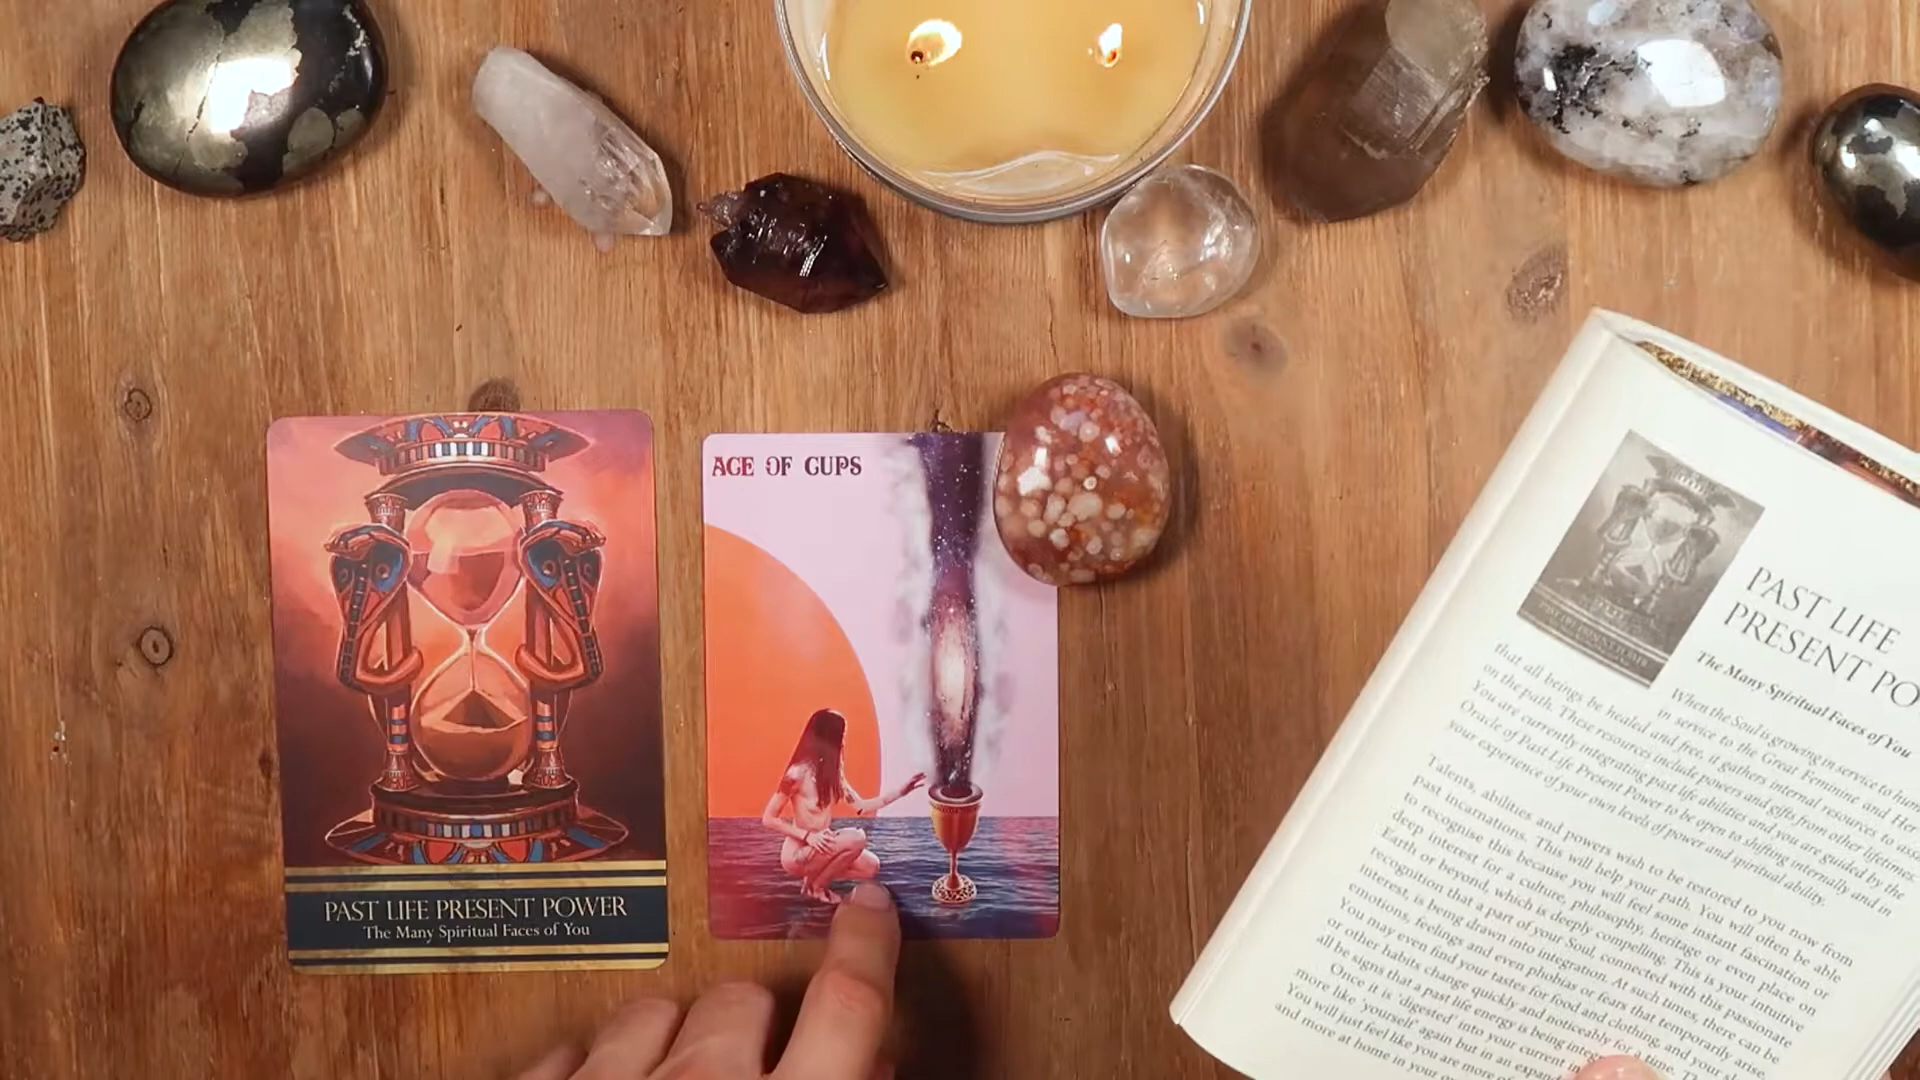 AGE OF CUPS
PAST LIFE PRESENT POWER
The Many Spiritual Faces of You
PAST LIFE
PRESENT PO
The Many Spiritual Faces of You
When the Soul is growing in service to hum
in service to the Great Feminine and Her
that all beings be healed and free, it gathers internal resources to assi
on the path. These resources include powers and gifts from other lifetimes.
You are currently integrating past life abilities and you are guided by the
Oracle of Past Life Present Power to be open to shifting internally and in
your experience of your own levels of power and spiritual ability.
Talents, abilities and powers wish to be restored to you now from
past incarnations. This will help your path. You will often be able
to recognise this because you will feel some instant fascination or
deep interest for a culture, philosophy, heritage or even place on
Earth, or beyond, which is deeply compelling. This is your intuitive
recognition that a part of your Soul, connected with this passionate
interest, is being drawn into integration. At such times, there can be
emotions, feelings and even phobias or fears that temporarily arise.
You may even find your tastes for food and clothing, and your
or other habits change quickly and noticeably for a time.
all be signs that a past life energy is being integ
Once it is 'digested' into your current in
more like 'yourself' again but in an expand
You will just feel like you are more of
and more at home in your